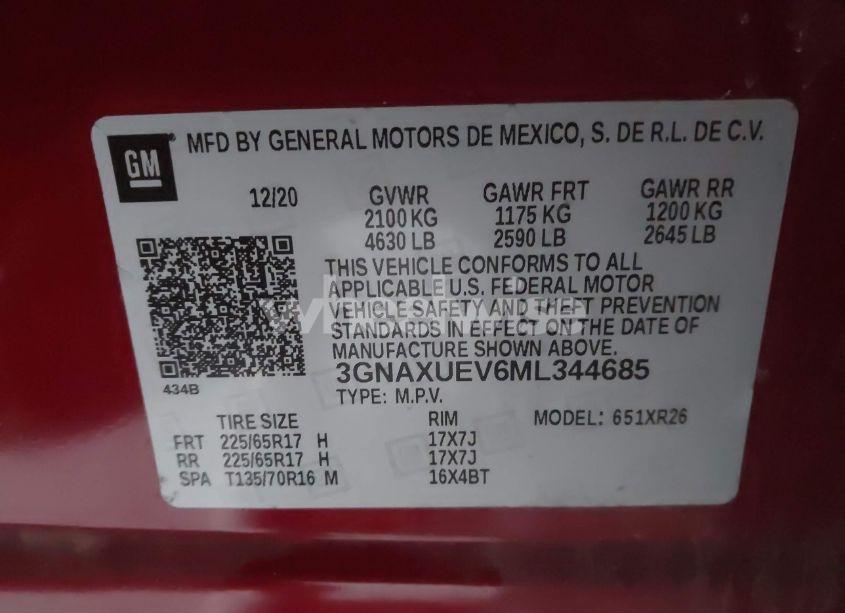 GM
MFD BY GENERAL MOTORS DE MEXICO, S. DE R.L. DE C.V.
12/20 GVWR GAWR FRT GAWR RR
2100 KG 1175 KG 1200 KG
4630 LB 2590 LB 2645 LB
THIS VEHICLE CONFORMS TO ALL
APPLICABLE U.S. FEDERAL MOTOR
VEHICLE SAFETY AND THEFT PREVENTION
STANDARDS IN EFFECT ON THE DATE OF
MANUFACTURE SHOWN ABOVE.
434B
3GNAXUEV6ML344685
TYPE: M.P.V.
TIRE SIZE RIM MODEL: 651XR26
FRT 225/65R17 H 17X7J
RR 225/65R17 H 17X7J
SPA T135/70R16 M 16X4BT